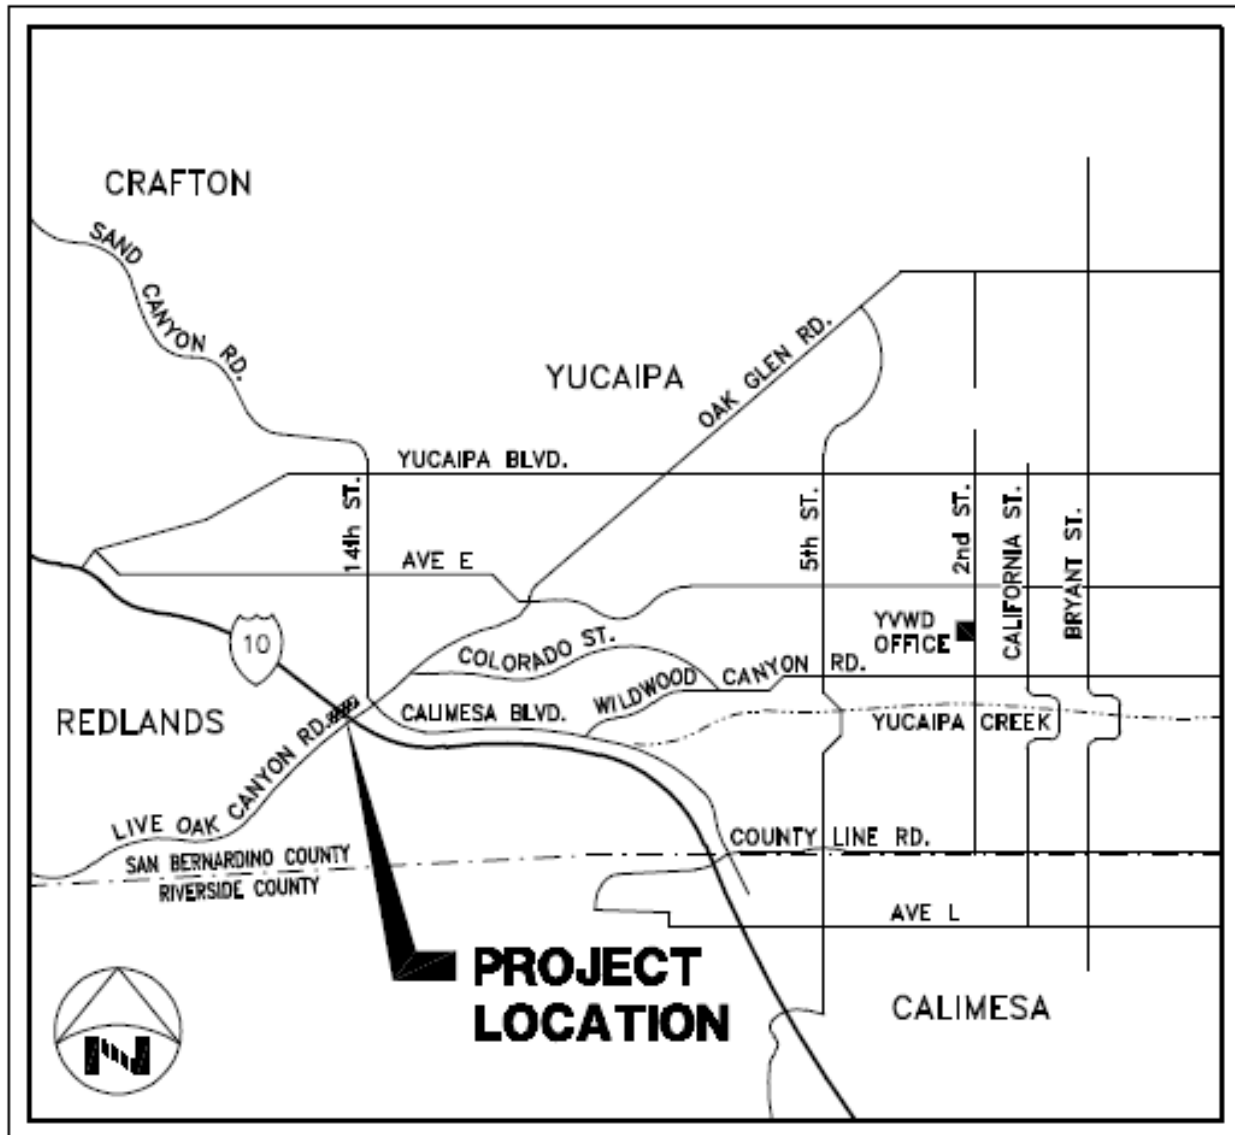 CRAFTON
SAND CANYON RD.
YUCAIPA
OAK GLEN RD.
YUCAIPA BLVD.
14th ST.
5th ST.
2nd ST.
CALIFORNIA ST.
BRYANT ST.
AVE E
10
COLORADO ST.
YVWD
OFFICE
WILDWOOD CANYON RD.
REDLANDS
CALIMESA BLVD.
YUCAIPA CREEK
LIVE OAK CANYON RD.
COUNTY LINE RD.
SAN BERNARDINO COUNTY
RIVERSIDE COUNTY
AVE L
PROJECT
LOCATION
CALIMESA
N